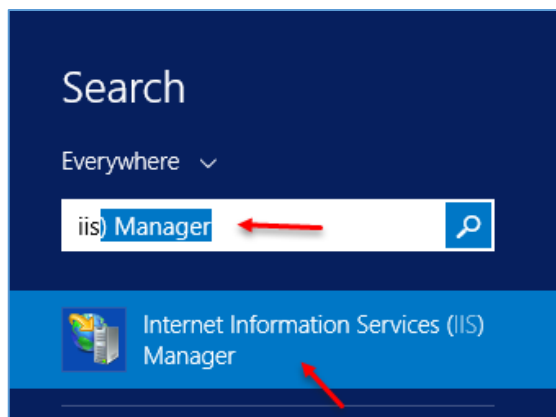 Search
Everywhere
iis) Manager
Internet Information Services (IIS)
Manager